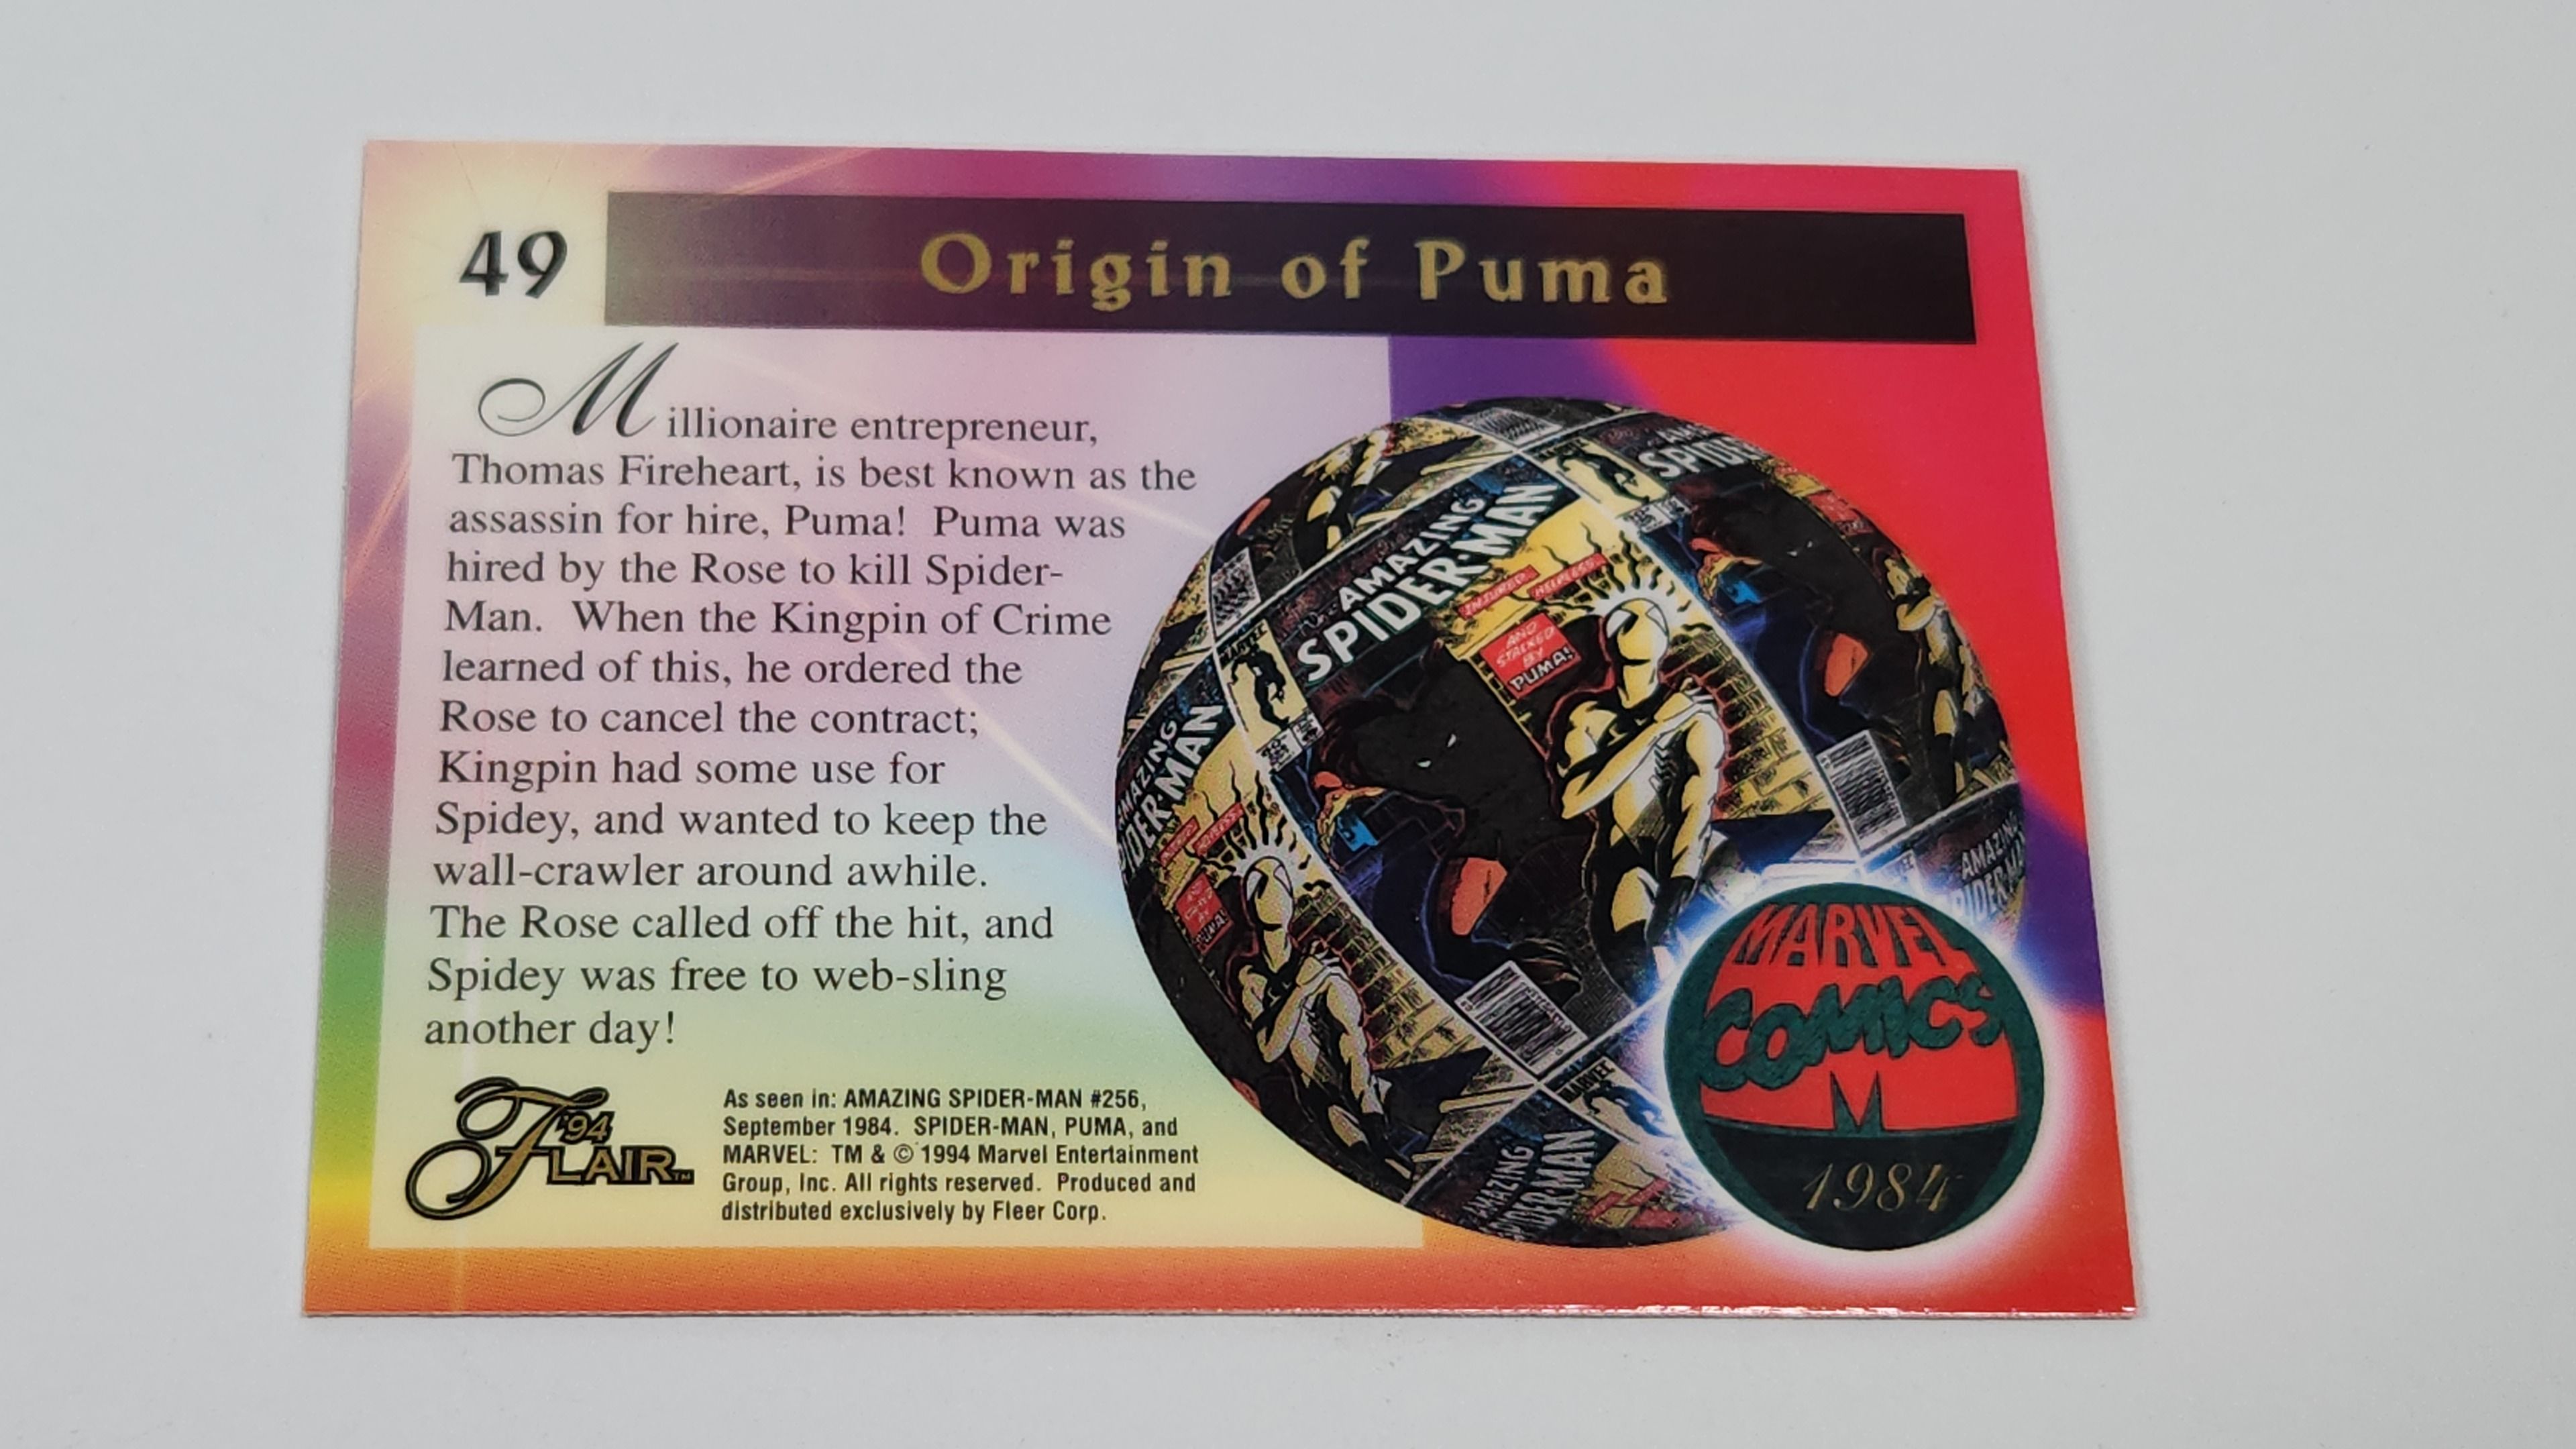 49
Origin of Puma
Millionaire entrepreneur,
Thomas Fireheart, is best known as the
assassin for hire, Puma! Puma was
hired by the Rose to kill Spider-
Man. When the Kingpin of Crime
learned of this, he ordered the
Rose to cancel the contract;
Kingpin had some use for
Spidey, and wanted to keep the
wall-crawler around awhile.
The Rose called off the hit, and
Spidey was free to web-sling
another day!
'94
FLAIR™
As seen in: AMAZING SPIDER-MAN #256,
September 1984. SPIDER-MAN, PUMA, and
MARVEL: TM & © 1994 Marvel Entertainment
Group, Inc. All rights reserved. Produced and
distributed exclusively by Fleer Corp.
AMAZING
SPIDER-MAN
INJURED
HELPLESS
AND
STALKED
BY
PUMA!
MARVEL
COMICS
M
1984